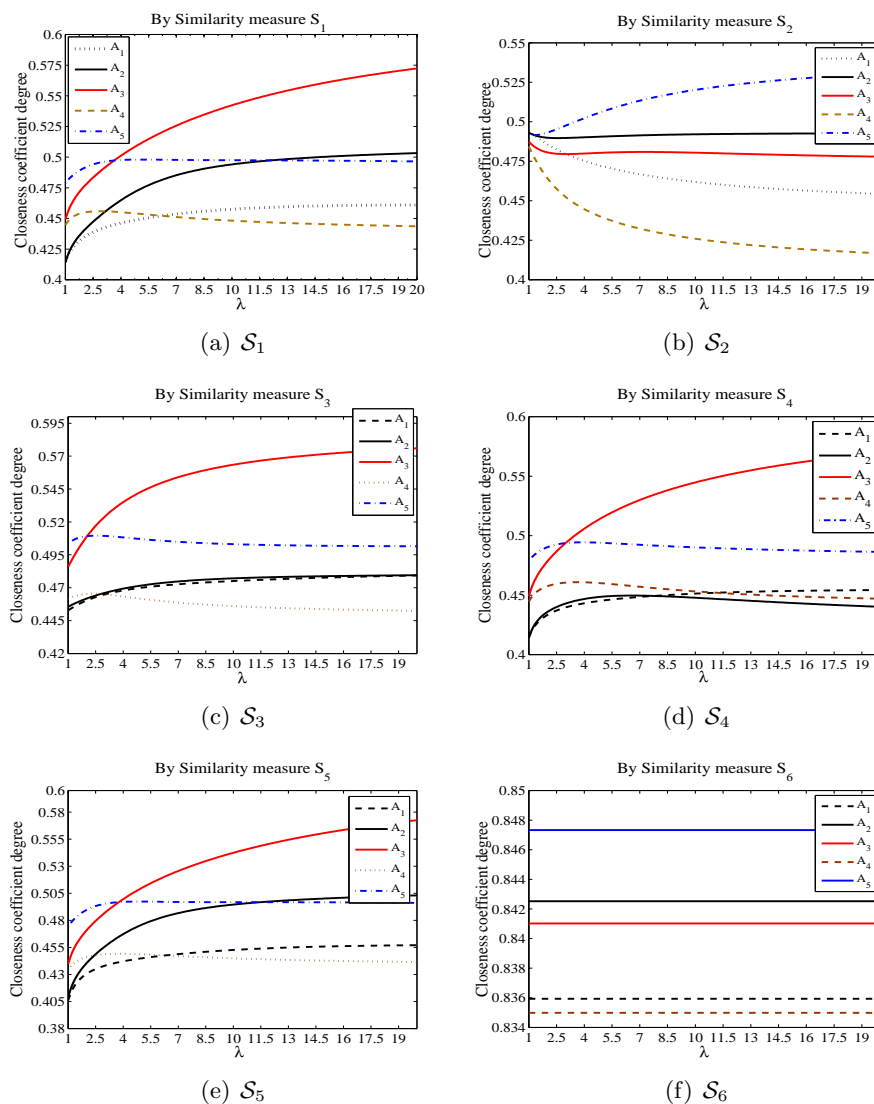 By Similarity measure S1
Closeness coefficient degree
0.6
0.575
0.55
0.525
0.5
0.475
0.45
0.425
0.4
A1
A2
A3
A4
A5
1 2.5 4 5.5 7 8.5 10 11.5 13 14.5 16 17.5 19 20
λ
(a) S1
By Similarity measure S2
Closeness coefficient degree
0.55
0.525
0.5
0.475
0.45
0.425
0.4
A1
A2
A3
A4
A5
1 2.5 4 5.5 7 8.5 10 11.5 13 14.5 16 17.5 19
λ
(b) S2
By Similarity measure S3
Closeness coefficient degree
0.595
0.57
0.545
0.52
0.495
0.47
0.445
0.42
A1
A2
A3
A4
A5
1 2.5 4 5.5 7 8.5 10 11.5 13 14.5 16 17.5 19
λ
(c) S3
By Similarity measure S4
Closeness coefficient degree
0.6
0.55
0.5
0.45
0.4
A1
A2
A3
A4
A5
1 2.5 4 5.5 7 8.5 10 11.5 13 14.5 16 17.5 19
λ
(d) S4
By Similarity measure S5
Closeness coefficient degree
0.6
0.58
0.555
0.53
0.505
0.48
0.455
0.43
0.405
0.38
A1
A2
A3
A4
A5
1 2.5 4 5.5 7 8.5 10 11.5 13 14.5 16 17.5 19
λ
(e) S5
By Similarity measure S6
Closeness coefficient degree
0.85
0.848
0.846
0.844
0.842
0.84
0.838
0.836
0.834
A1
A2
A3
A4
A5
1 2.5 4 5.5 7 8.5 10 11.5 13 14.5 16 17.5 19
λ
(f) S6